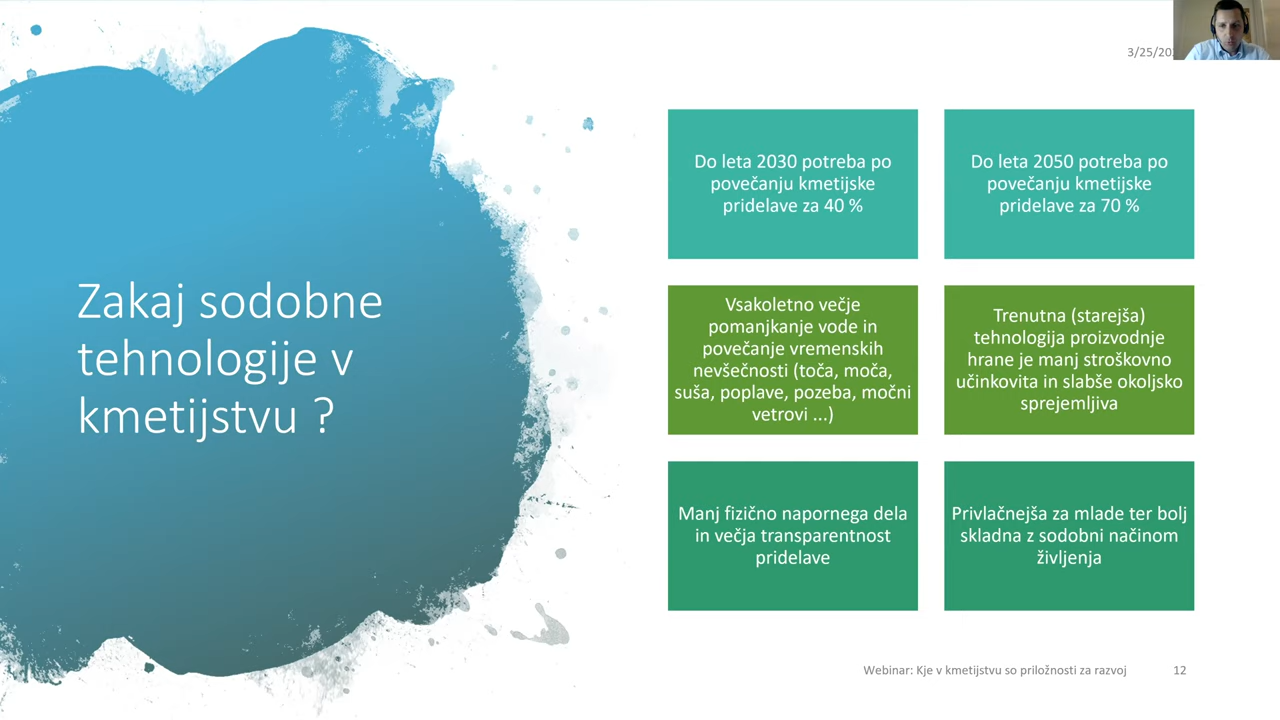 3/25/20
Zakaj sodobne
tehnologije v
kmetijstvu ?
Do leta 2030 potreba po
povečanju kmetijske
pridelave za 40 %
Do leta 2050 potreba po
povečanju kmetijske
pridelave za 70 %
Vsakoletno večje
pomanjkanje vode in
povečanje vremenskih
nevšečnosti (toča, moča,
suša, poplave, pozeba, močni
vetrovi ...)
Trenutna (starejša)
tehnologija proizvodnje
hrane je manj stroškovno
učinkovita in slabše okoljsko
sprejemljiva
Manj fizično napornega dela
in večja transparentnost
pridelave
Privlačnejša za mlade ter bolj
skladna z sodobni načinom
življenja
Webinar: Kje v kmetijstvu so priložnosti za razvoj
12